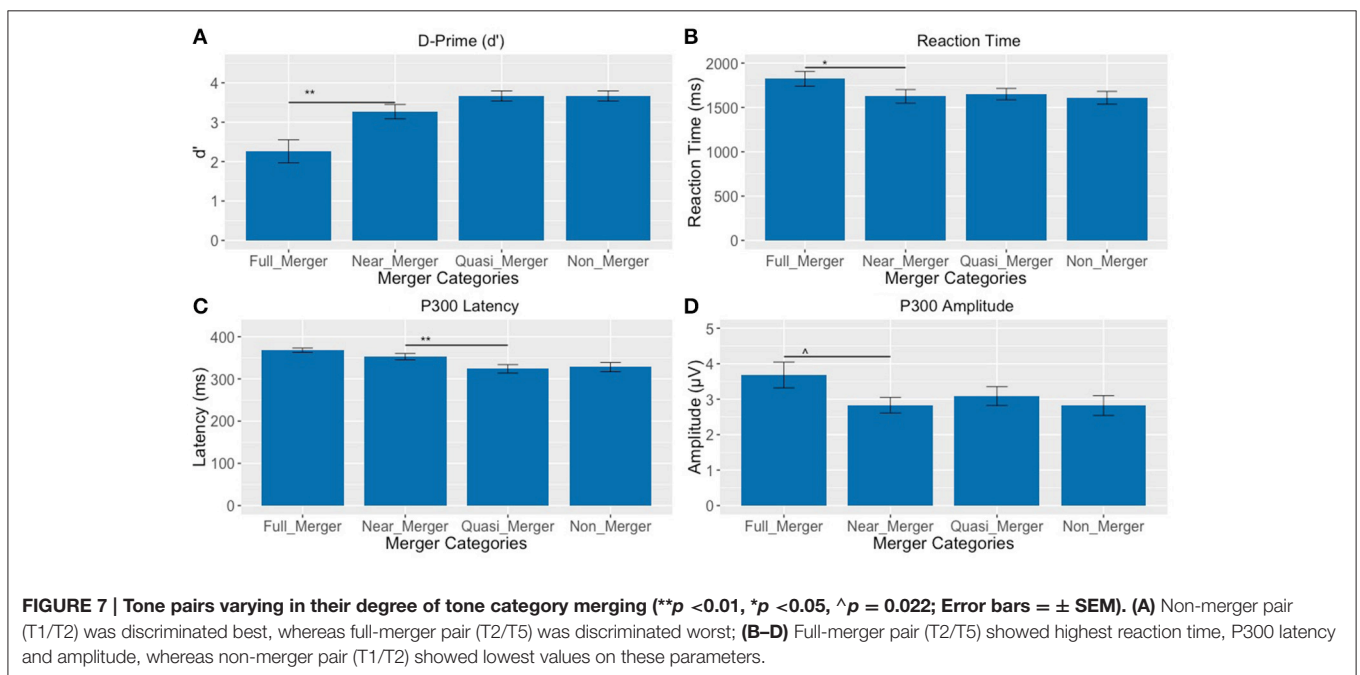 A
D-Prime (d')
4
3
2
1
0
d'
**
Full_Merger Near_Merger Quasi_Merger Non_Merger
Merger Categories
B
Reaction Time
2000
1500
1000
500
0
Reaction Time (ms)
*
Full_Merger Near_Merger Quasi_Merger Non_Merger
Merger Categories
C
P300 Latency
400
300
200
100
0
Latency (ms)
**
Full_Merger Near_Merger Quasi_Merger Non_Merger
Merger Categories
D
P300 Amplitude
5
4
3
2
1
0
Amplitude (µV)
^
Full_Merger Near_Merger Quasi_Merger Non_Merger
Merger Categories
FIGURE 7 | Tone pairs varying in their degree of tone category merging (**p <0.01, *p <0.05, ^p = 0.022; Error bars = ± SEM). (A) Non-merger pair
(T1/T2) was discriminated best, whereas full-merger pair (T2/T5) was discriminated worst; (B–D) Full-merger pair (T2/T5) showed highest reaction time, P300 latency
and amplitude, whereas non-merger pair (T1/T2) showed lowest values on these parameters.